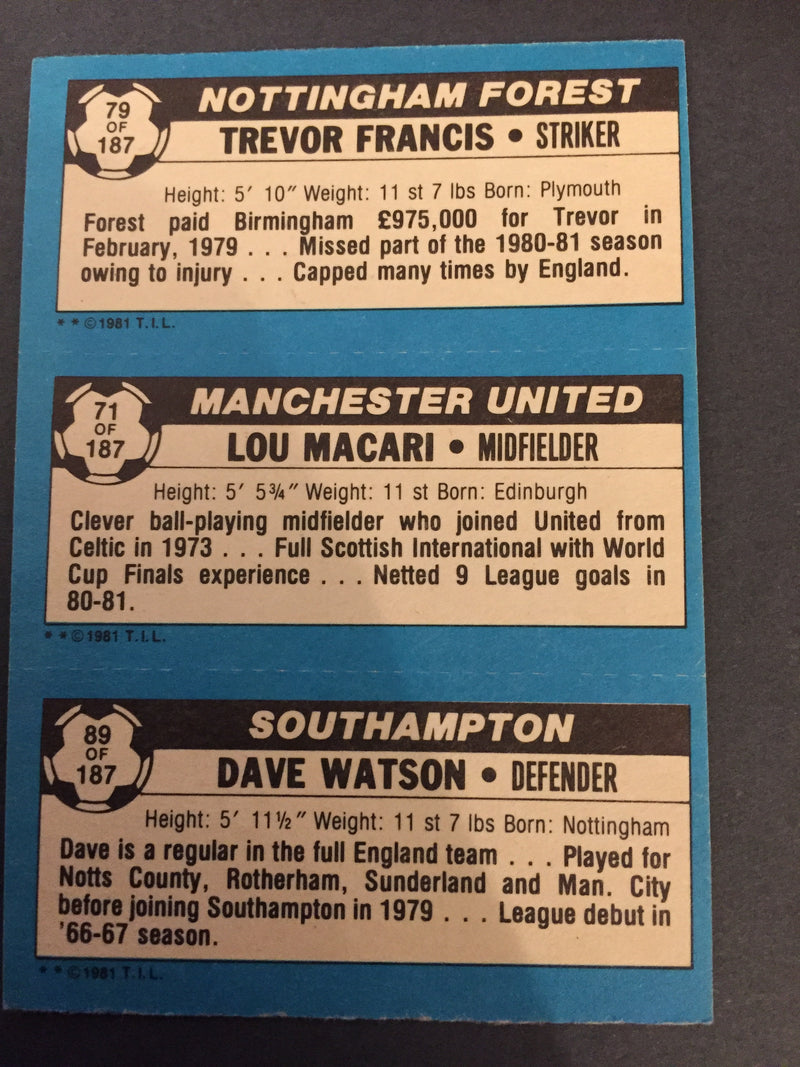 79
OF
187
NOTTINGHAM FOREST
TREVOR FRANCIS • STRIKER
Height: 5′ 10″ Weight: 11 st 7 lbs Born: Plymouth
Forest paid Birmingham £975,000 for Trevor in
February, 1979 . . . Missed part of the 1980-81 season
owing to injury . . . Capped many times by England.
* * ©1981 T.I.L.
71
OF
187
MANCHESTER UNITED
LOU MACARI • MIDFIELDER
Height: 5′ 5¾″ Weight: 11 st Born: Edinburgh
Clever ball-playing midfielder who joined United from
Celtic in 1973 . . . Full Scottish International with World
Cup Finals experience . . . Netted 9 League goals in
80-81.
* * ©1981 T.I.L.
89
OF
187
SOUTHAMPTON
DAVE WATSON • DEFENDER
Height: 5′ 11½″ Weight: 11 st 7 lbs Born: Nottingham
Dave is a regular in the full England team . . . Played for
Notts County, Rotherham, Sunderland and Man. City
before joining Southampton in 1979 . . . League debut in
'66-67 season.
* * ©1981 T.I.L.